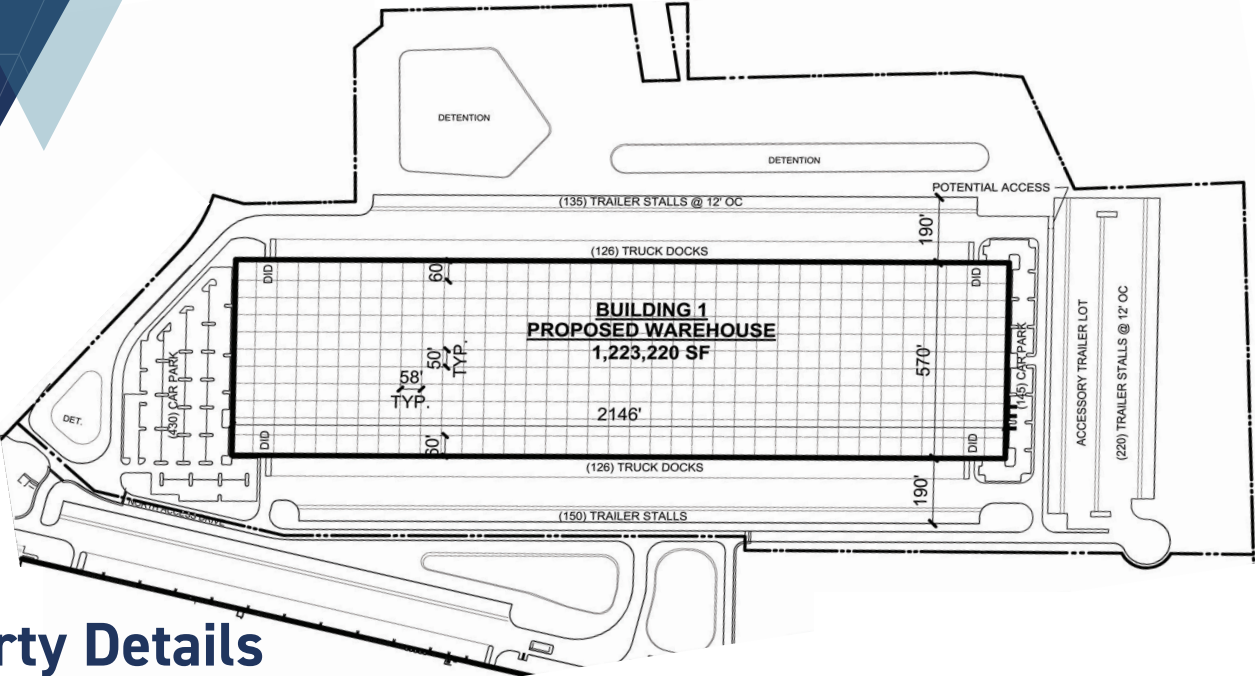 DETENTION
DETENTION
POTENTIAL ACCESS
(135) TRAILER STALLS @ 12' OC
190'
(126) TRUCK DOCKS
DID
60'
DID
BUILDING 1
PROPOSED WAREHOUSE
1,223,220 SF
50'
TYP.
58'
TYP.
570'
2146'
(430) CAR PARK
(145) CAR PARK
ACCESSORY TRAILER LOT
(220) TRAILER STALLS @ 12' OC
DET.
DID
60'
DID
(126) TRUCK DOCKS
190'
NORTH ACCESS DRIVE
(150) TRAILER STALLS
rty Details